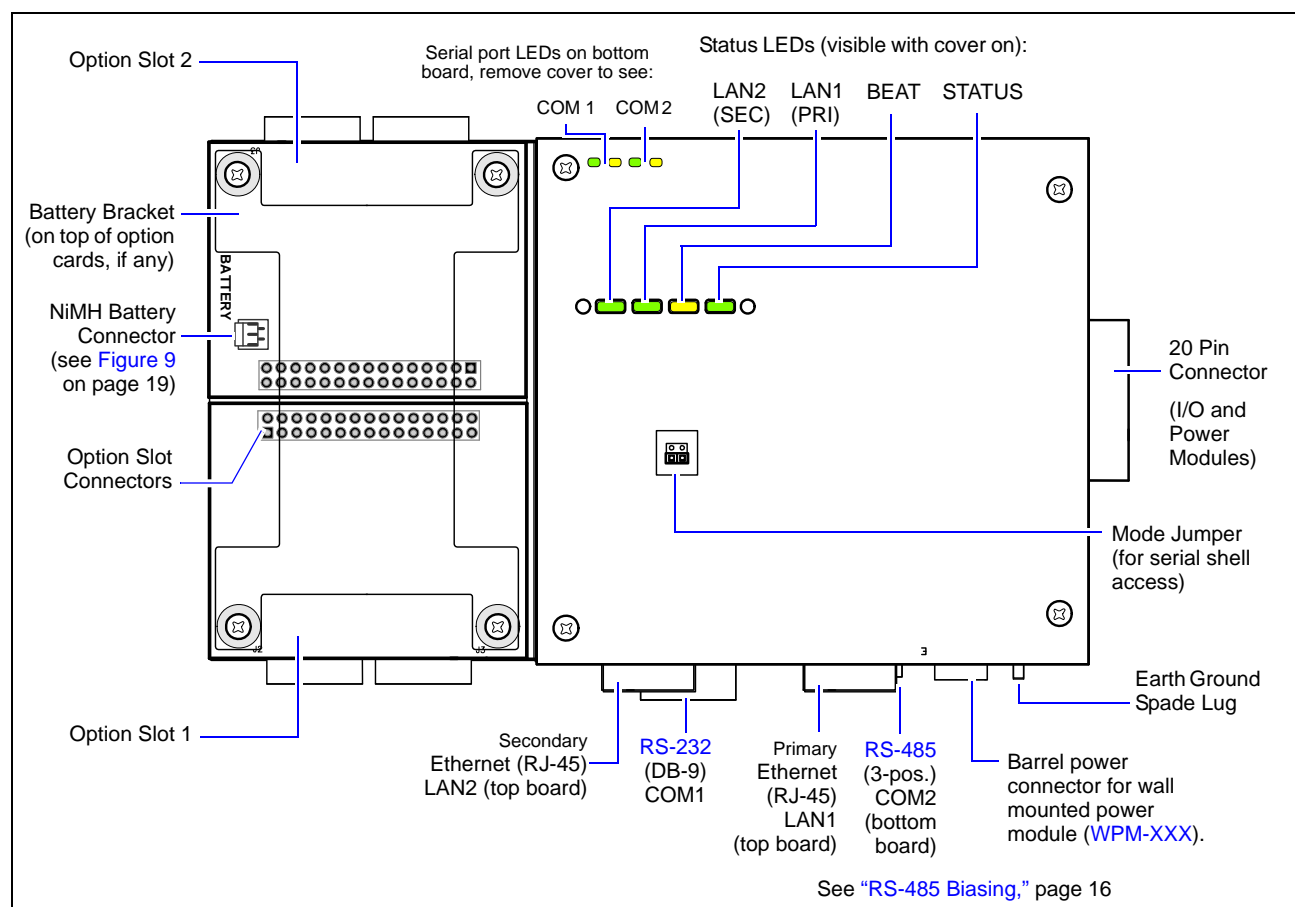 Option Slot 2
Serial port LEDs on bottom
board, remove cover to see:
COM 1
COM 2
Status LEDs (visible with cover on):
LAN2
(SEC)
LAN1
(PRI)
BEAT
STATUS
Battery Bracket
(on top of option
cards, if any)
BATTERY
NiMH Battery
Connector
(see Figure 9
on page 19)
Option Slot
Connectors
20 Pin
Connector
(I/O and
Power
Modules)
Mode Jumper
(for serial shell
access)
J2
J3
Earth Ground
Spade Lug
Option Slot 1
Secondary
Ethernet (RJ-45)
LAN2 (top board)
RS-232
(DB-9)
COM1
Primary
Ethernet
(RJ-45)
LAN1
(top board)
RS-485
(3-pos.)
COM2
(bottom
board)
Barrel power
connector for wall
mounted power
module (WPM-XXX).
See “RS-485 Biasing,” page 16